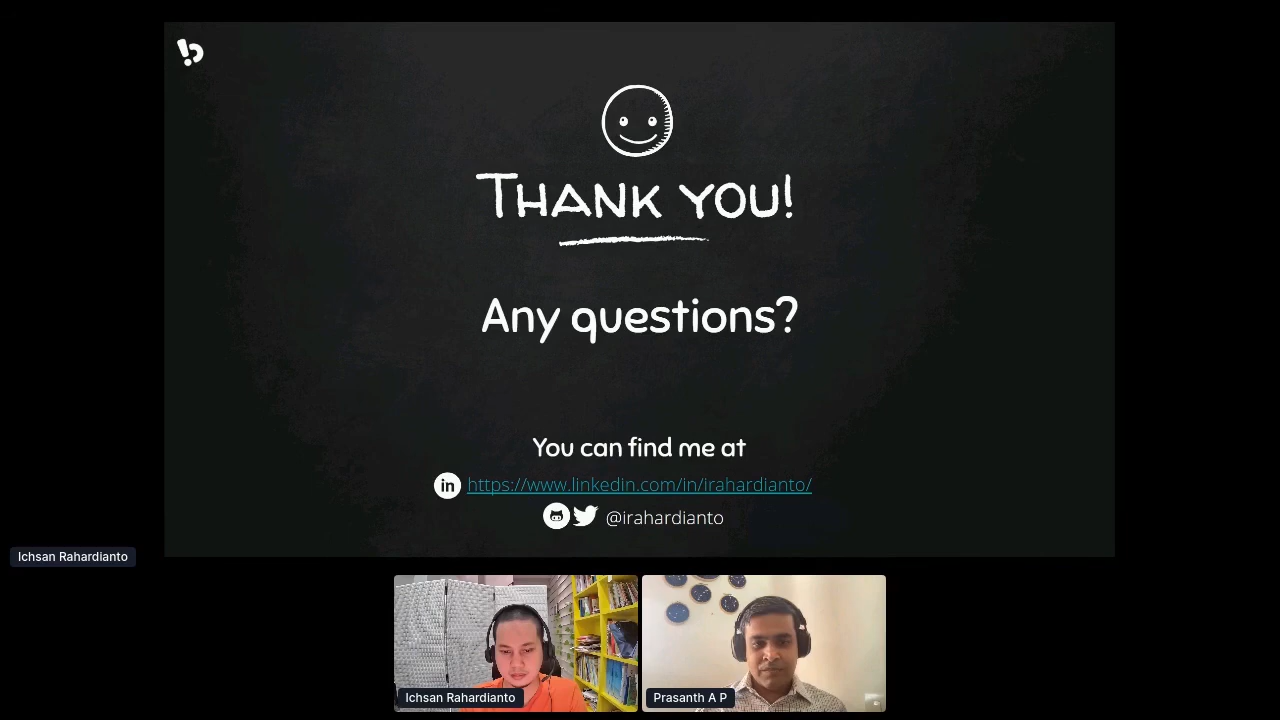 Thank you!
Any questions?
You can find me at
in https://www.linkedin.com/in/irahardianto/
@irahardianto
Ichsan Rahardianto
Ichsan Rahardianto
Prasanth A P